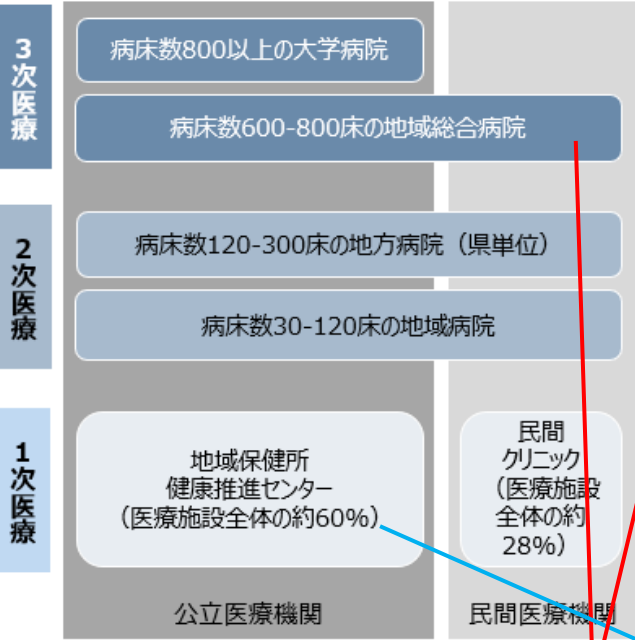 3次医療
病床数800以上の大学病院
病床数600-800床の地域総合病院
2次医療
病床数120-300床の地方病院（県単位）
病床数30-120床の地域病院
1次医療
地域保健所
健康推進センター
（医療施設全体の約60%）
民間
クリニック
（医療施設
全体の約
28%）
公立医療機関
民間医療機関